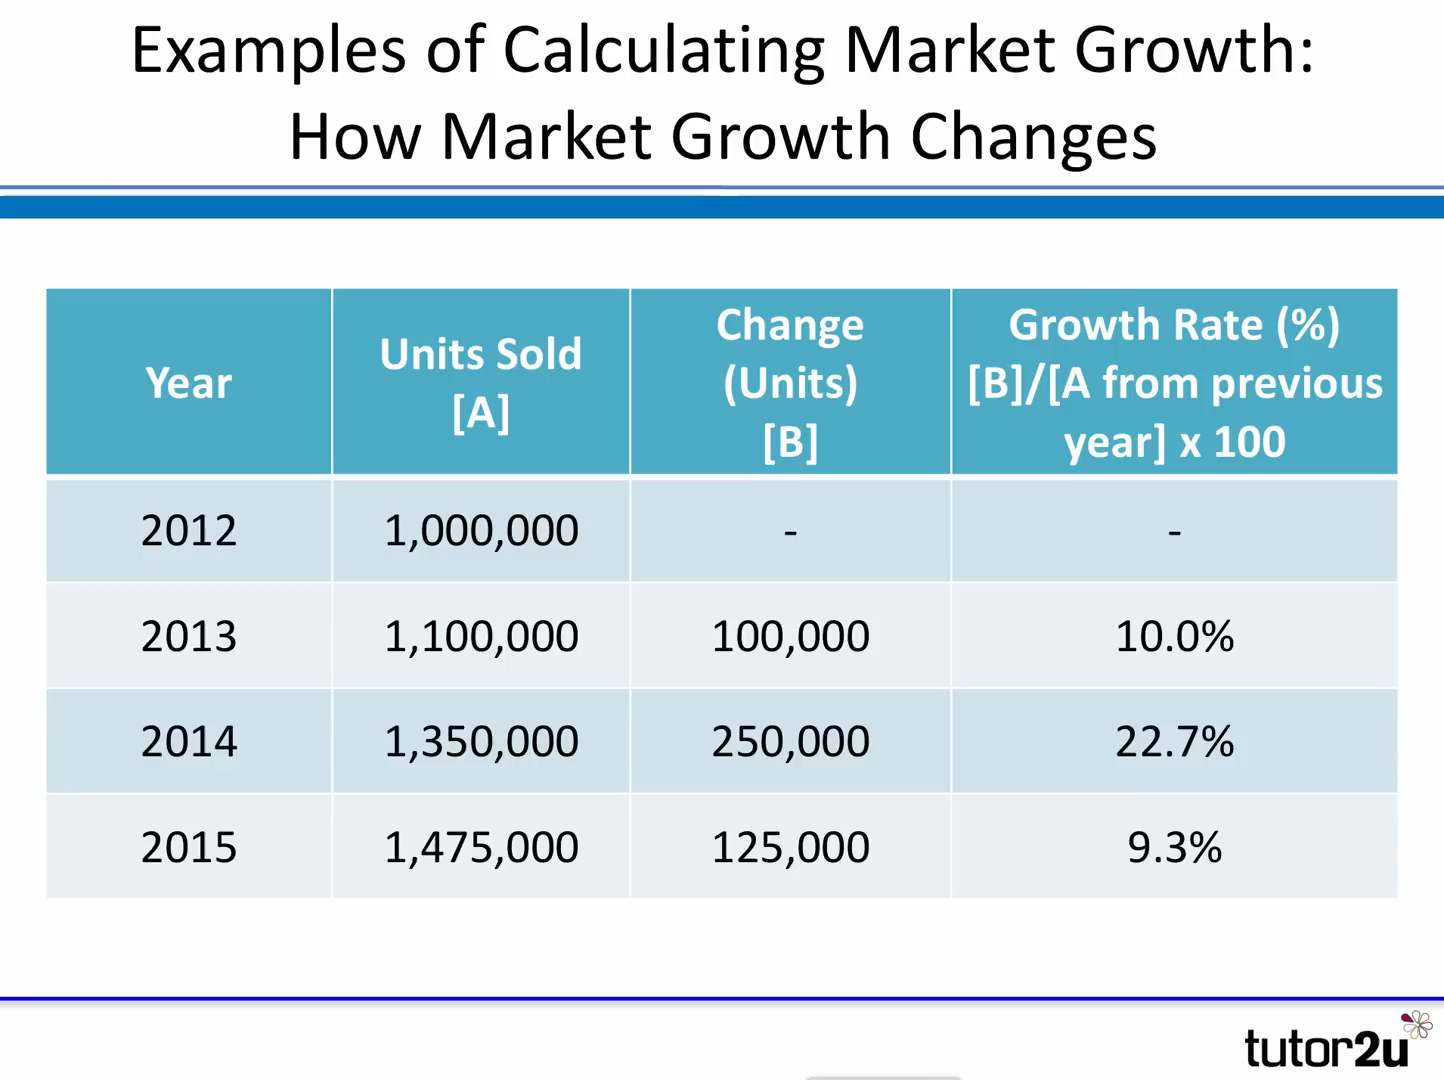 Examples of Calculating Market Growth:
How Market Growth Changes
Year
Units Sold
[A]
Change
(Units)
[B]
Growth Rate (%)
[B]/[A from previous
year] x 100
2012 1,000,000 - -
2013 1,100,000 100,000 10.0%
2014 1,350,000 250,000 22.7%
2015 1,475,000 125,000 9.3%
tutor2u